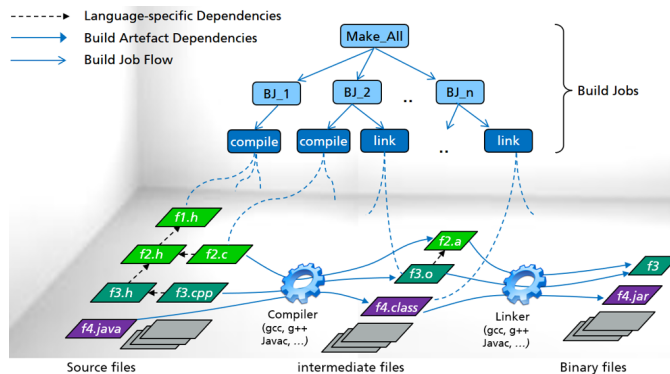 Language-specific Dependencies
Build Artefact Dependencies
Build Job Flow
Make_All
BJ_1
BJ_2
..
BJ_n
Build Jobs
compile
compile
link
..
link
f1.h
f2.h
f2.c
f2.a
f3.h
f3.cpp
f3.o
f3
f4.java
f4.class
f4.jar
Compiler
(gcc, g++
Javac, ...)
Linker
(gcc, g++
Javac, ...)
Source files
intermediate files
Binary files